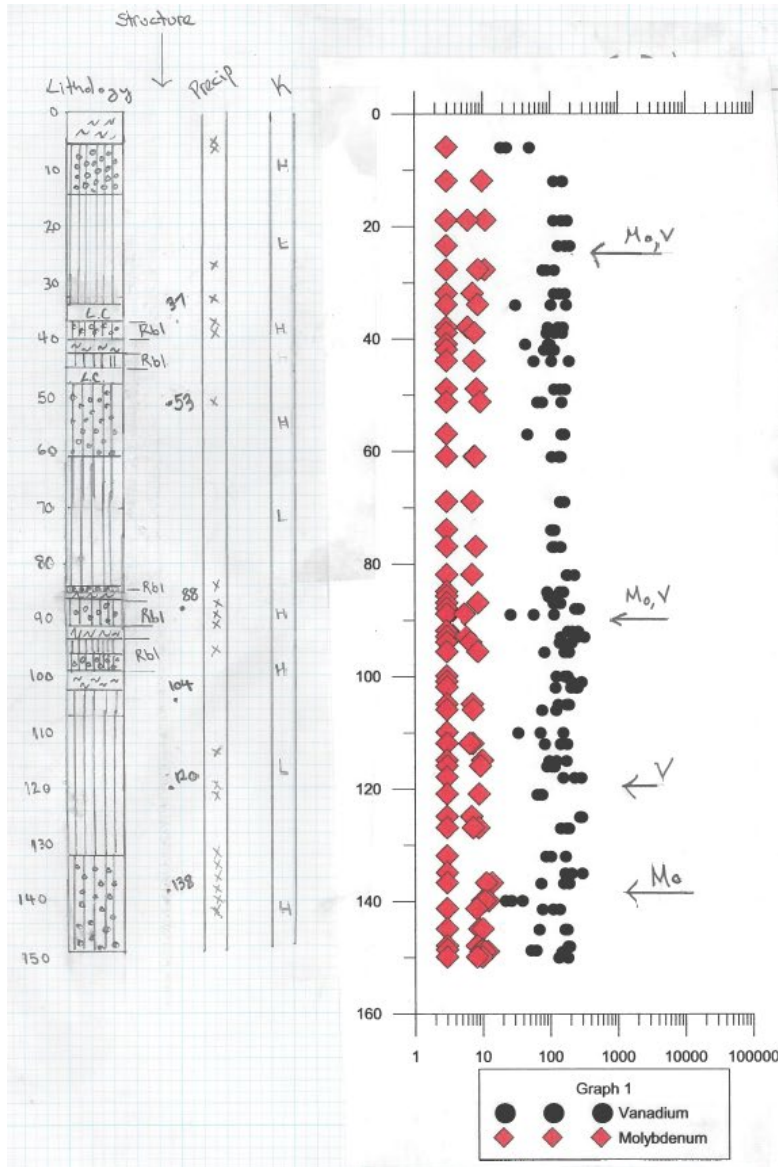 Structure
Lithology Precip K
0
10 H
20
L
30
37
L.C
40 Rbl H
Rbl
L.C.
50 53
H
60
70 L
80
Rbl 88
90 Rbl H
Rbl
100 H
104
110
L
120 120
130
138
140 H
150
0
20
40
60
80
100
120
140
160
1 10 100 1000 10000 100000
Mo, V
Mo, V
V
Mo
Graph 1
Vanadium
Molybdenum